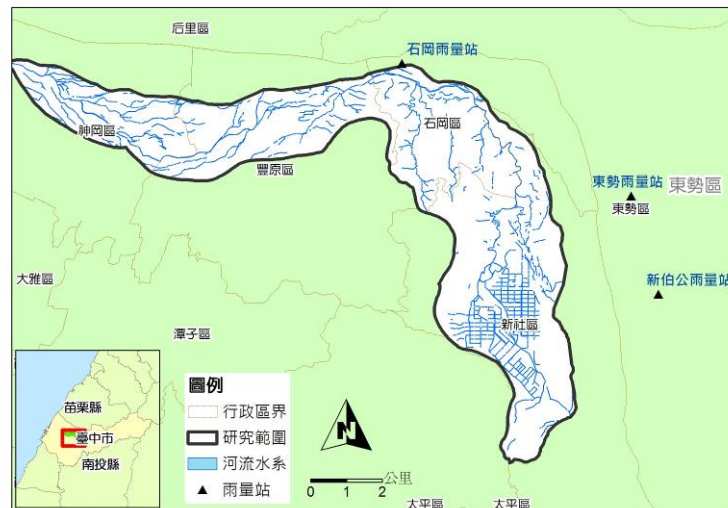 后里區
石岡雨量站
神岡區
石岡區
豐原區
東勢雨量站
東勢區
東勢區
大雅區
新伯公雨量站
潭子區
新社區
苗栗縣
臺中市
南投縣
圖例
行政區界
研究範圍
河流水系
雨量站
N
公里
0 1 2
太平區
太平區